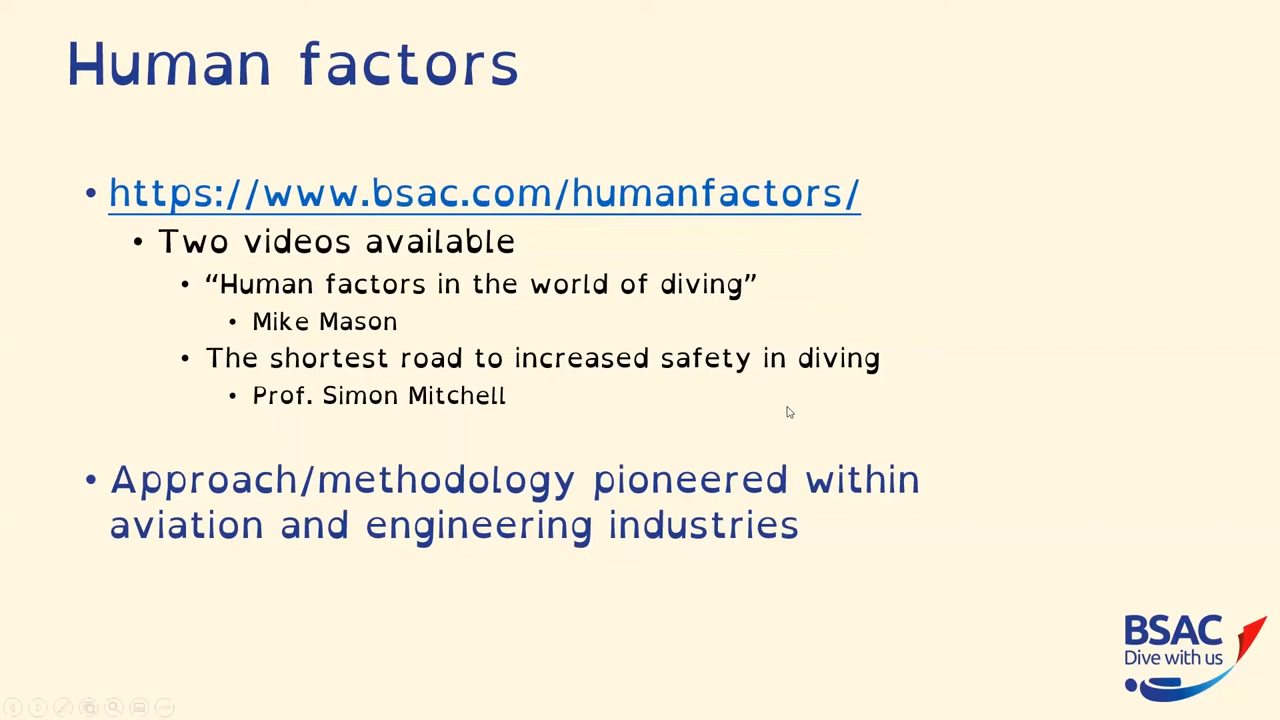 Human factors
• https://www.bsac.com/humanfactors/
• Two videos available
• “Human factors in the world of diving”
• Mike Mason
• The shortest road to increased safety in diving
• Prof. Simon Mitchell
• Approach/methodology pioneered within
aviation and engineering industries
BSAC
Dive with us